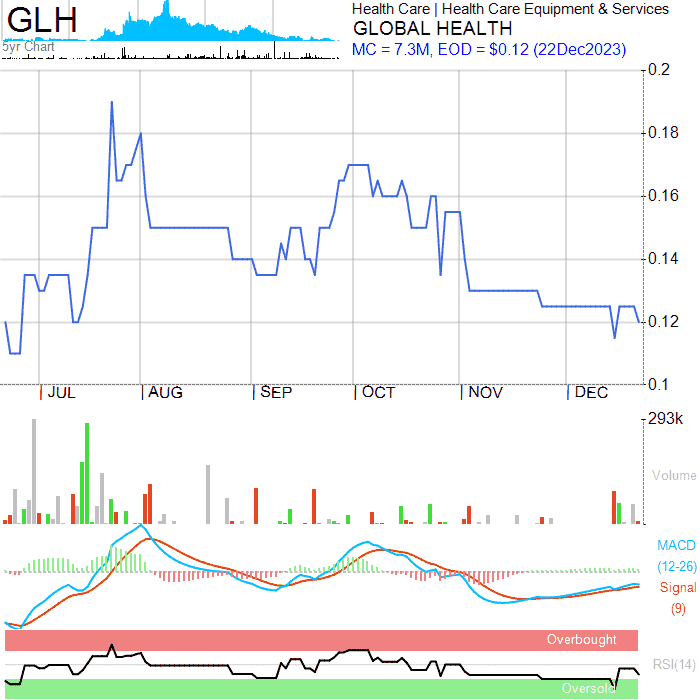 GLH
5yr Chart
Health Care | Health Care Equipment & Services
GLOBAL HEALTH
MC = 7.3M, EOD = $0.12 (22Dec2023)
0.2
0.18
0.16
0.14
0.12
0.1
JUL AUG SEP OCT NOV DEC
293k
Volume
MACD
(12-26)
Signal
(9)
Overbought
RSI(14)
Oversold